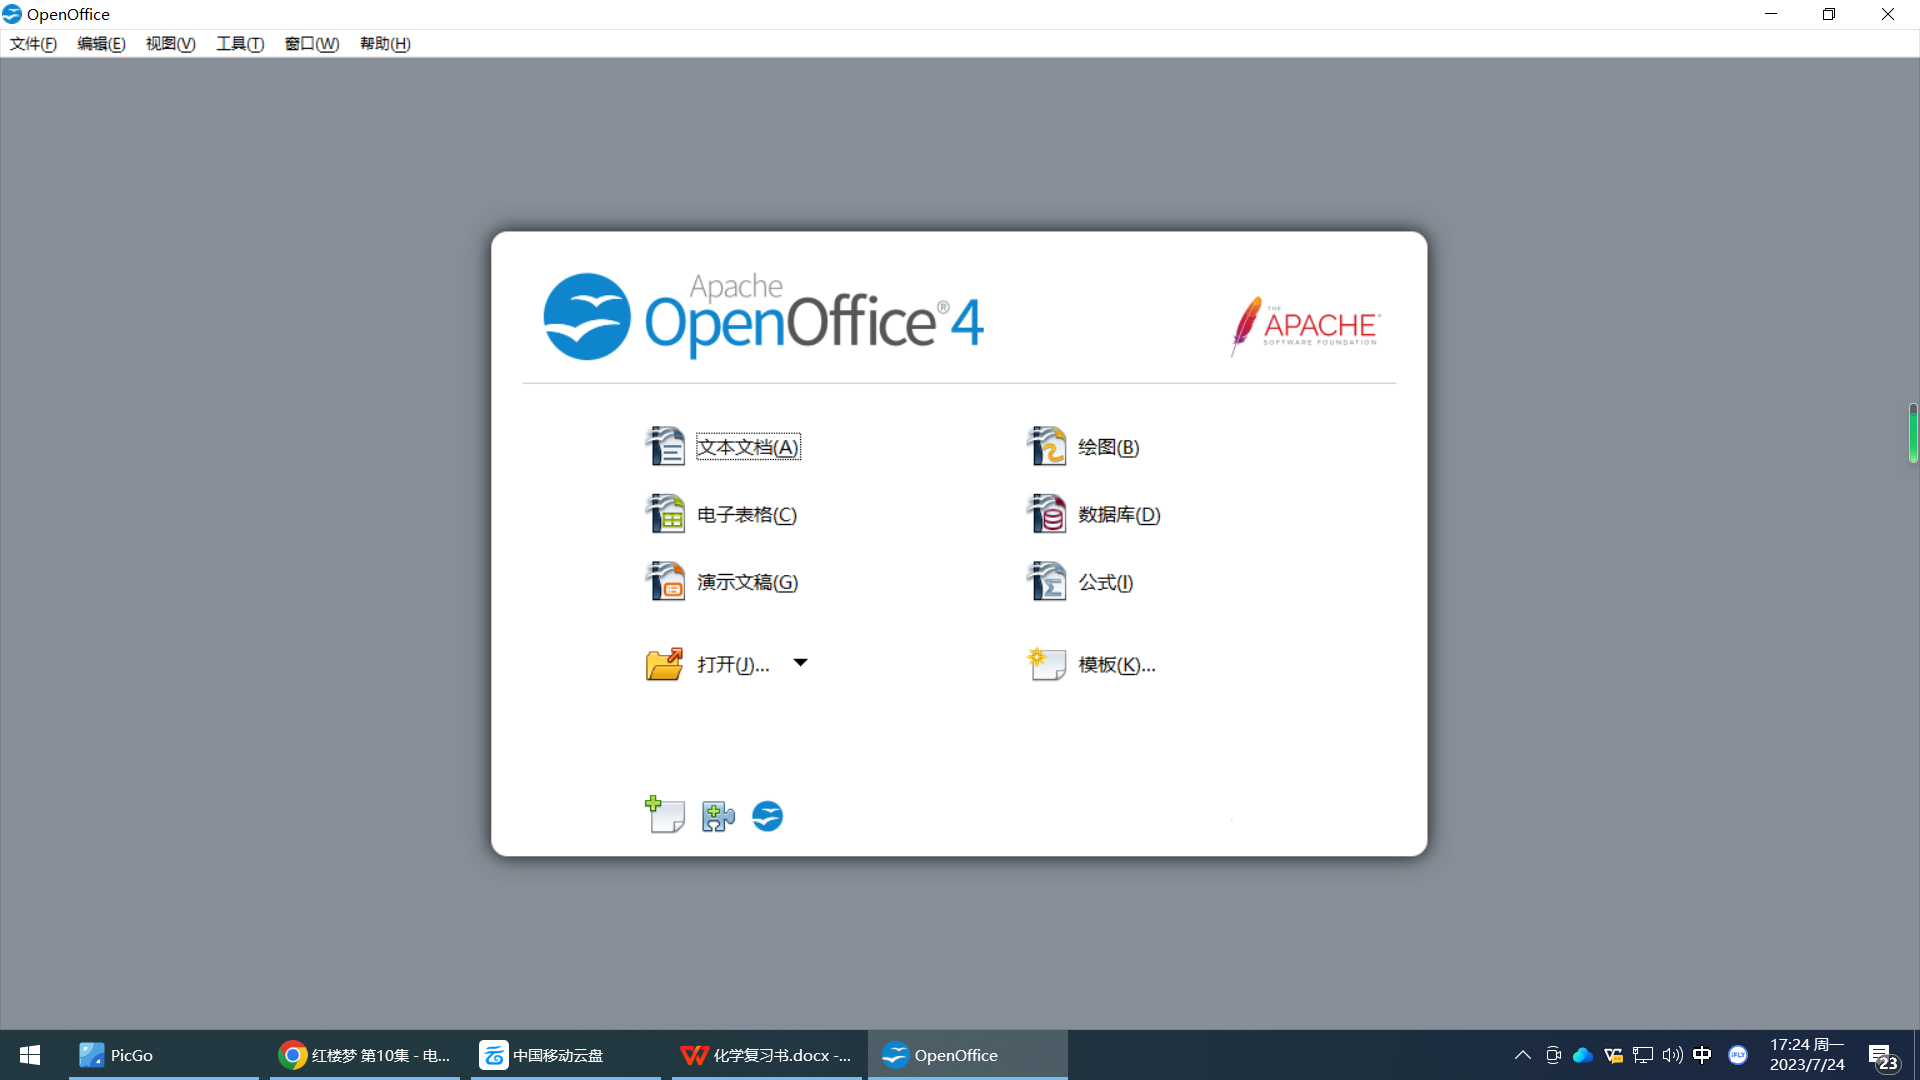 OpenOffice
文件(F) 编辑(E) 视图(V) 工具(T) 窗口(W) 帮助(H)
Apache
OpenOffice®4
THE
APACHE
SOFTWARE FOUNDATION
文本文档(A)
绘图(B)
电子表格(C)
数据库(D)
演示文稿(G)
公式(I)
打开(J)...
模板(K)...
PicGo
红楼梦 第10集 - 电...
中国移动云盘
化学复习书.docx -...
OpenOffice
中
iFLY
17:24 周一
2023/7/24
23